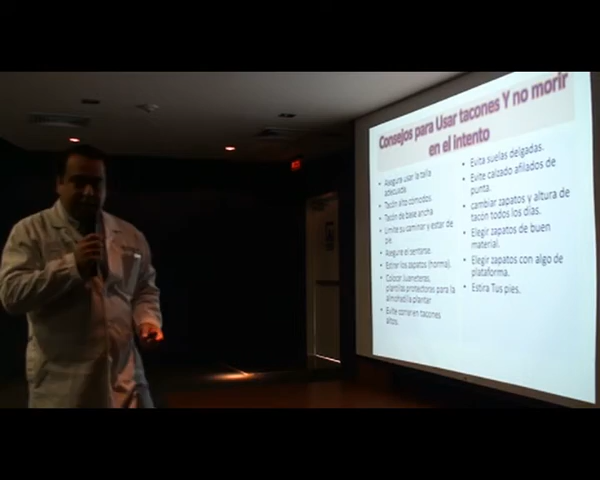 Consejos para Usar tacones Y no morir
en el intento
• Asegure usar la talla
adecuada.
• Tacón alto cómodos
• Tacón de base ancha
• Limite su caminar y estar de
pie.
• Asegure el sentarse.
• Estirar los zapatos (horma).
• Colocar
plantillas protectoras para la
almohadilla plantar
• Evite correr en tacones
altos.
• Evita suelas delgadas.
• Evite calzado afilados de
punta.
• cambiar zapatos y altura de
tacón todos los días.
• Elegir zapatos de buen
material.
• Elegir zapatos con algo de
plataforma.
• Estira Tus pies.